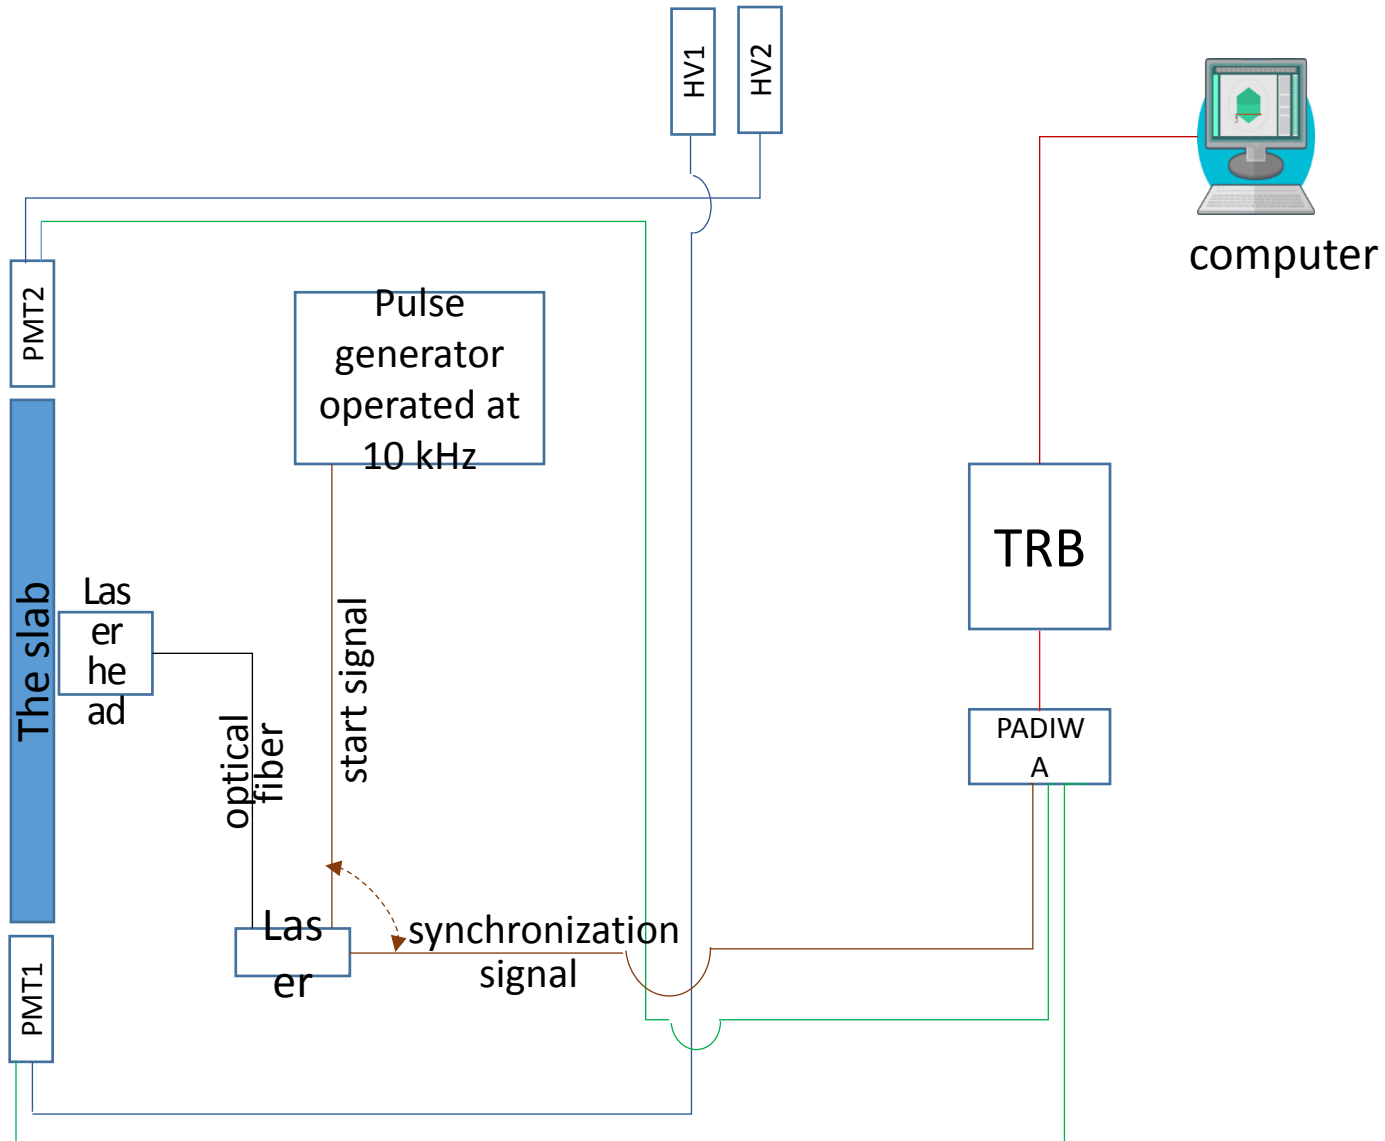 HV1
HV2
computer
PMT2
Pulse
generator
operated at
10 kHz
TRB
The slab
Las
er
he
ad
start signal
optical
fiber
PADIW
A
Las
er
synchronization
signal
PMT1